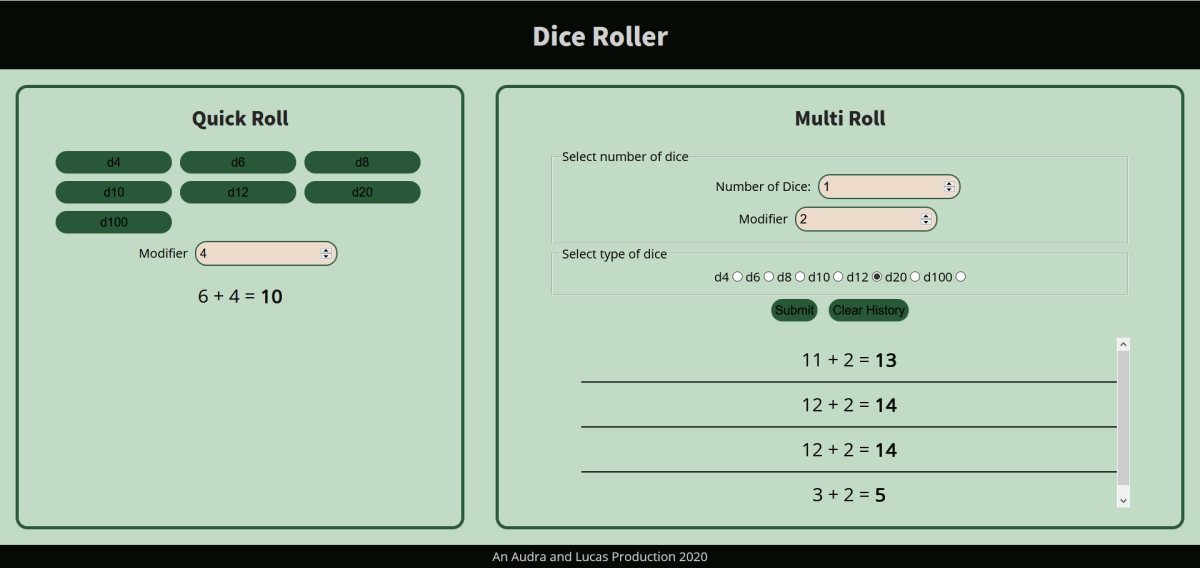 Dice Roller
Quick Roll
d4 d6 d8
d10 d12 d20
d100
Modifier 4
6 + 4 = 10
Multi Roll
Select number of dice
Number of Dice: 1
Modifier 2
Select type of dice
d4 d6 d8 d10 d12 d20 d100
Submit Clear History
11 + 2 = 13
12 + 2 = 14
12 + 2 = 14
3 + 2 = 5
An Audra and Lucas Production 2020